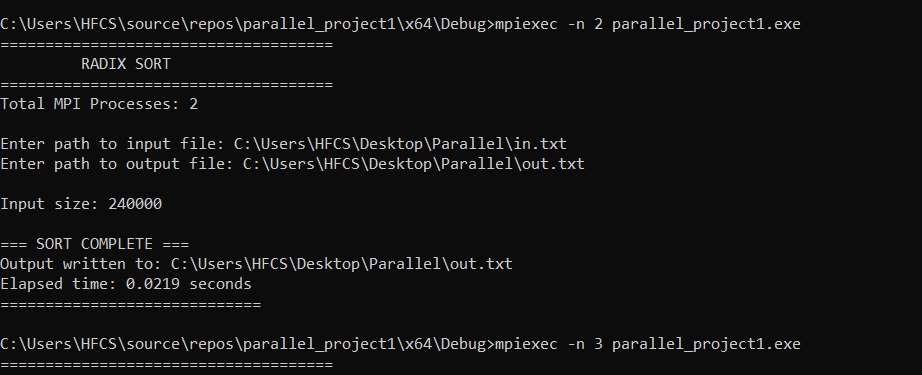 C:\Users\HFCS\source\repos\parallel_project1\x64\Debug>mpiexec -n 2 parallel_project1.exe
=====================================
RADIX SORT
=====================================
Total MPI Processes: 2
Enter path to input file: C:\Users\HFCS\Desktop\Parallel\in.txt
Enter path to output file: C:\Users\HFCS\Desktop\Parallel\out.txt
Input size: 240000
=== SORT COMPLETE ===
Output written to: C:\Users\HFCS\Desktop\Parallel\out.txt
Elapsed time: 0.0219 seconds
=============================
C:\Users\HFCS\source\repos\parallel_project1\x64\Debug>mpiexec -n 3 parallel_project1.exe
=====================================